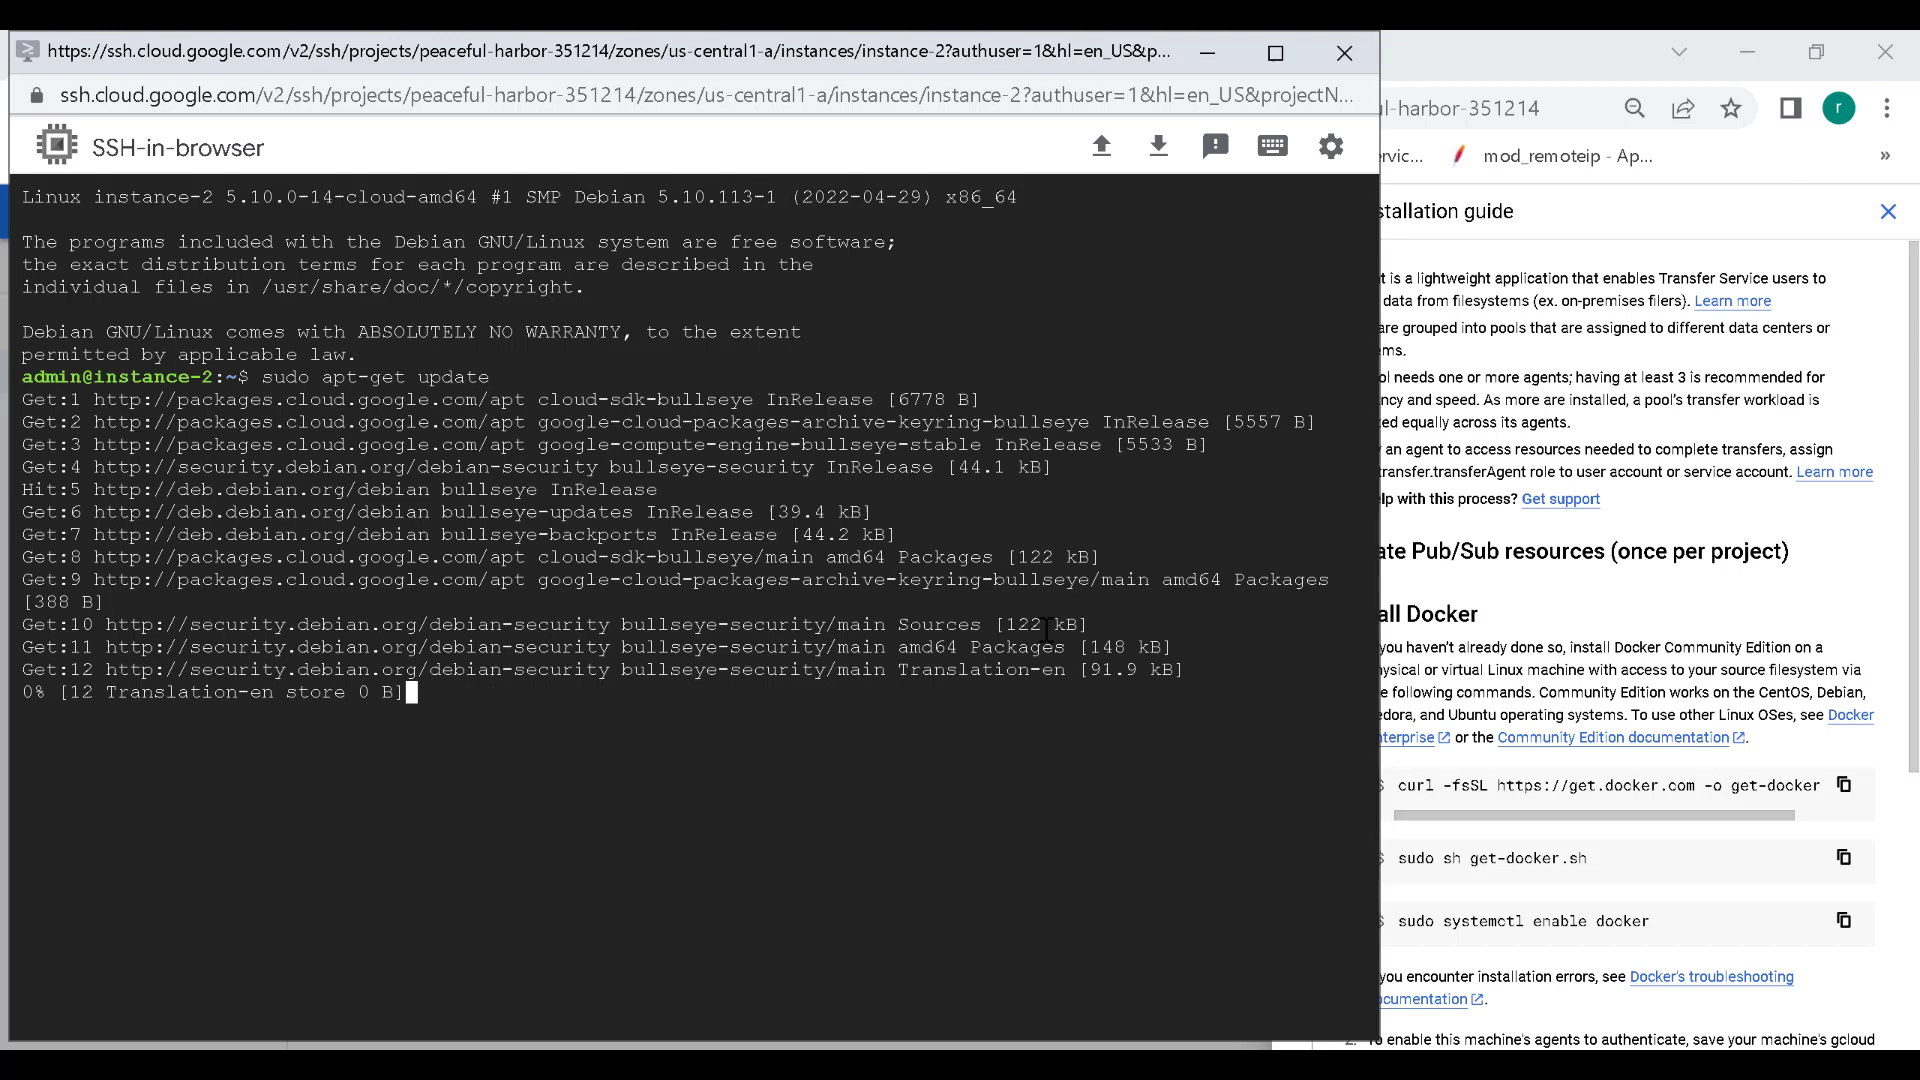 https://ssh.cloud.google.com/v2/ssh/projects/peaceful-harbor-351214/zones/us-central1-a/instances/instance-2?authuser=1&hl=en_US&p...
ssh.cloud.google.com/v2/ssh/projects/peaceful-harbor-351214/zones/us-central1-a/instances/instance-2?authuser=1&hl=en_US&projectN...
SSH-in-browser
Linux instance-2 5.10.0-14-cloud-amd64 #1 SMP Debian 5.10.113-1 (2022-04-29) x86_64
The programs included with the Debian GNU/Linux system are free software;
the exact distribution terms for each program are described in the
individual files in /usr/share/doc/*/copyright.
Debian GNU/Linux comes with ABSOLUTELY NO WARRANTY, to the extent
permitted by applicable law.
admin@instance-2:~$ sudo apt-get update
Get:1 http://packages.cloud.google.com/apt cloud-sdk-bullseye InRelease [6778 B]
Get:2 http://packages.cloud.google.com/apt google-cloud-packages-archive-keyring-bullseye InRelease [5557 B]
Get:3 http://packages.cloud.google.com/apt google-compute-engine-bullseye-stable InRelease [5533 B]
Get:4 http://security.debian.org/debian-security bullseye-security InRelease [44.1 kB]
Hit:5 http://deb.debian.org/debian bullseye InRelease
Get:6 http://deb.debian.org/debian bullseye-updates InRelease [39.4 kB]
Get:7 http://deb.debian.org/debian bullseye-backports InRelease [44.2 kB]
Get:8 http://packages.cloud.google.com/apt cloud-sdk-bullseye/main amd64 Packages [122 kB]
Get:9 http://packages.cloud.google.com/apt google-cloud-packages-archive-keyring-bullseye/main amd64 Packages
[388 B]
Get:10 http://security.debian.org/debian-security bullseye-security/main Sources [122 kB]
Get:11 http://security.debian.org/debian-security bullseye-security/main amd64 Packages [148 kB]
Get:12 http://security.debian.org/debian-security bullseye-security/main Translation-en [91.9 kB]
0% [12 Translation-en store 0 B]
l-harbor-351214
r
ervic...
mod_remoteip - Ap...
»
stallation guide
t is a lightweight application that enables Transfer Service users to
data from filesystems (ex. on-premises filers). Learn more
are grouped into pools that are assigned to different data centers or
ms.
ol needs one or more agents; having at least 3 is recommended for
ncy and speed. As more are installed, a pool's transfer workload is
ed equally across its agents.
an agent to access resources needed to complete transfers, assign
transfer.transferAgent role to user account or service account. Learn more
lp with this process? Get support
ate Pub/Sub resources (once per project)
all Docker
you haven't already done so, install Docker Community Edition on a
hysical or virtual Linux machine with access to your source filesystem via
e following commands. Community Edition works on the CentOS, Debian,
edora, and Ubuntu operating systems. To use other Linux OSes, see Docker
nterprise or the Community Edition documentation.
$ curl -fsSL https://get.docker.com -o get-docker
$ sudo sh get-docker.sh
$ sudo systemctl enable docker
you encounter installation errors, see Docker's troubleshooting
ocumentation.
2. To enable this machine's agents to authenticate, save your machine's gcloud